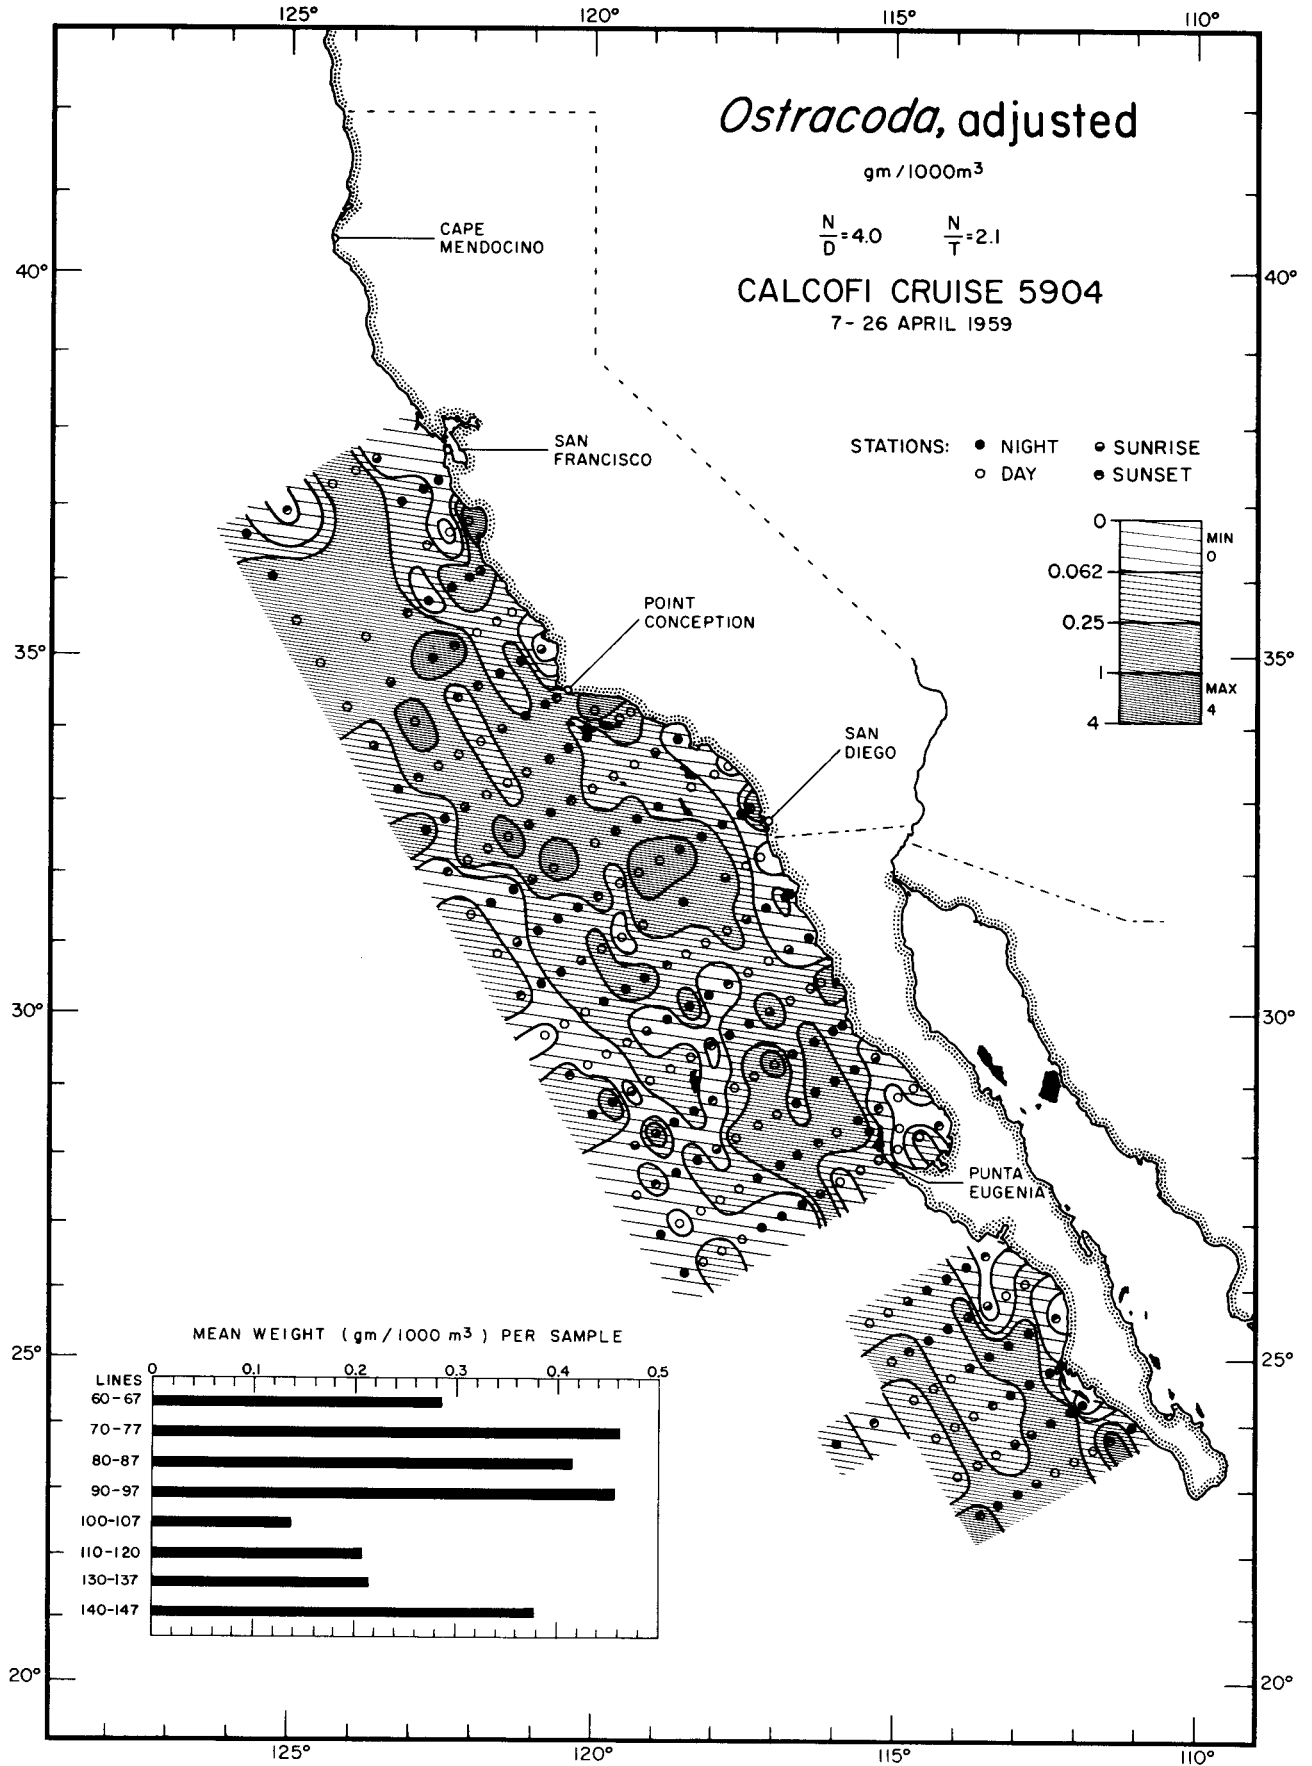 125° 120° 115° 110°
Ostracoda, adjusted
gm/1000m³
N/D=4.0 N/T=2.1
CALCOFI CRUISE 5904
7-26 APRIL 1959
CAPE
MENDOCINO
40° 40°
SAN
FRANCISCO
STATIONS: ● NIGHT SUNRISE
○ DAY SUNSET
0
MIN
0
0.062
0.25
1
MAX
4
4
POINT
CONCEPTION
35° 35°
SAN
DIEGO
30° 30°
PUNTA
EUGENIA
25° 25°
MEAN WEIGHT (gm/1000 m³) PER SAMPLE
0 0.1 0.2 0.3 0.4 0.5
LINES
60-67
70-77
80-87
90-97
100-107
110-120
130-137
140-147
20° 20°
125° 120° 115° 110°